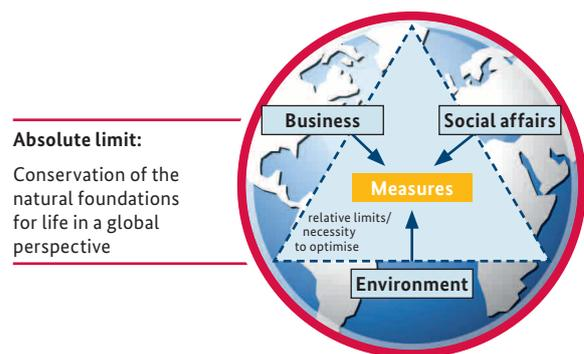 Absolute limit:
Conservation of the
natural foundations
for life in a global
perspective
Business
Social affairs
Measures
relative limits/
necessity
to optimise
Environment